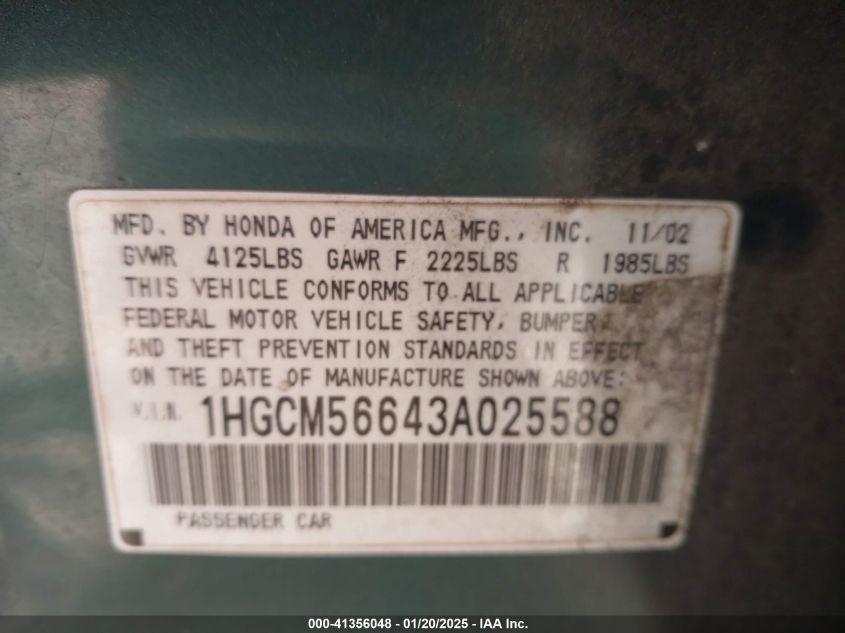 MFD. BY HONDA OF AMERICA MFG., INC. 11/02
GVWR 4125LBS GAWR F 2225LBS R 1985LBS
THIS VEHICLE CONFORMS TO ALL APPLICABLE
FEDERAL MOTOR VEHICLE SAFETY, BUMPER,
AND THEFT PREVENTION STANDARDS IN EFFECT
ON THE DATE OF MANUFACTURE SHOWN ABOVE:
V.I.N. 1HGCM56643A025588
PASSENGER CAR
000-41356048 - 01/20/2025 - IAA Inc.